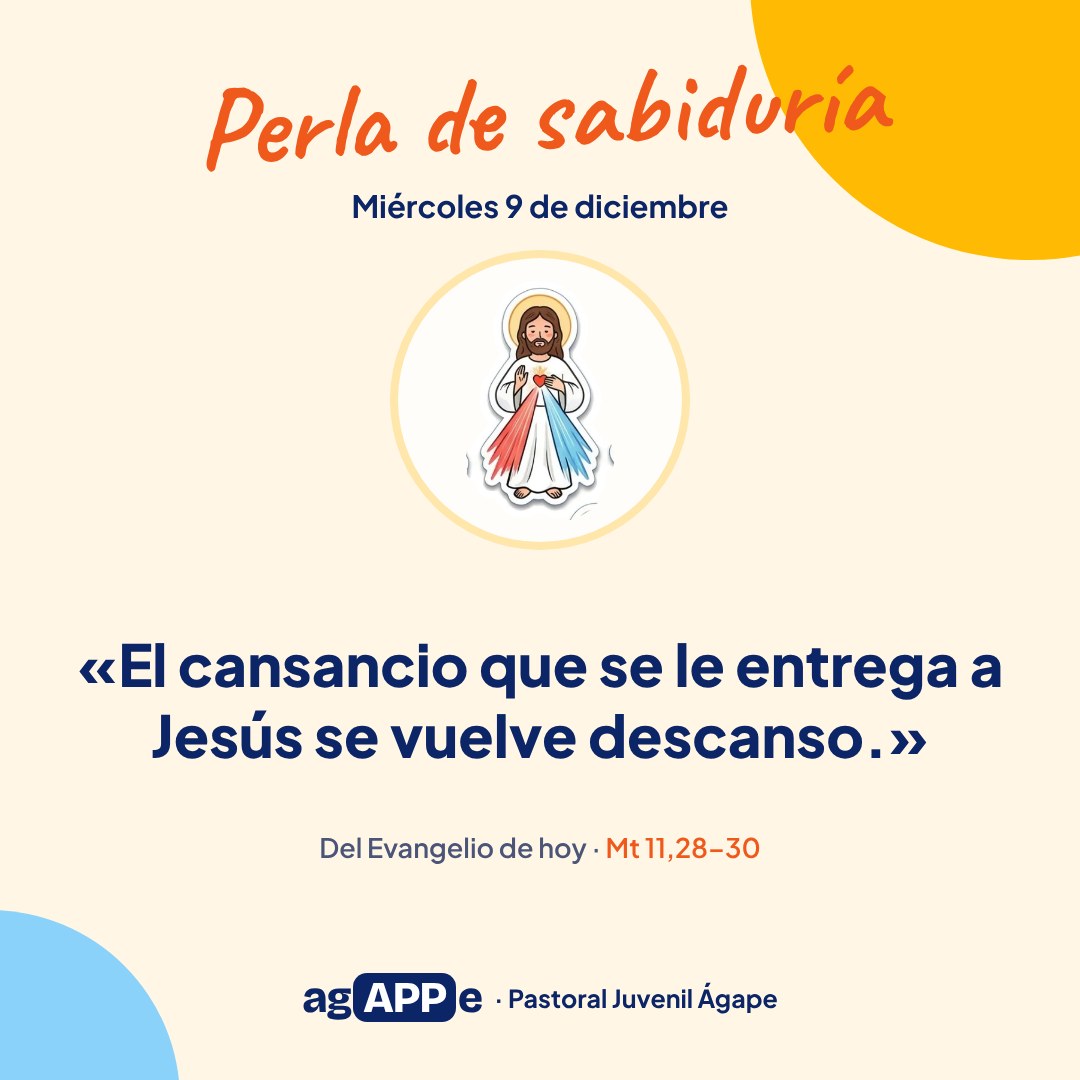 Perla de sabiduría
Miércoles 9 de diciembre
«El cansancio que se le entrega a
Jesús se vuelve descanso.»
Del Evangelio de hoy · Mt 11,28–30
agAPPe · Pastoral Juvenil Ágape